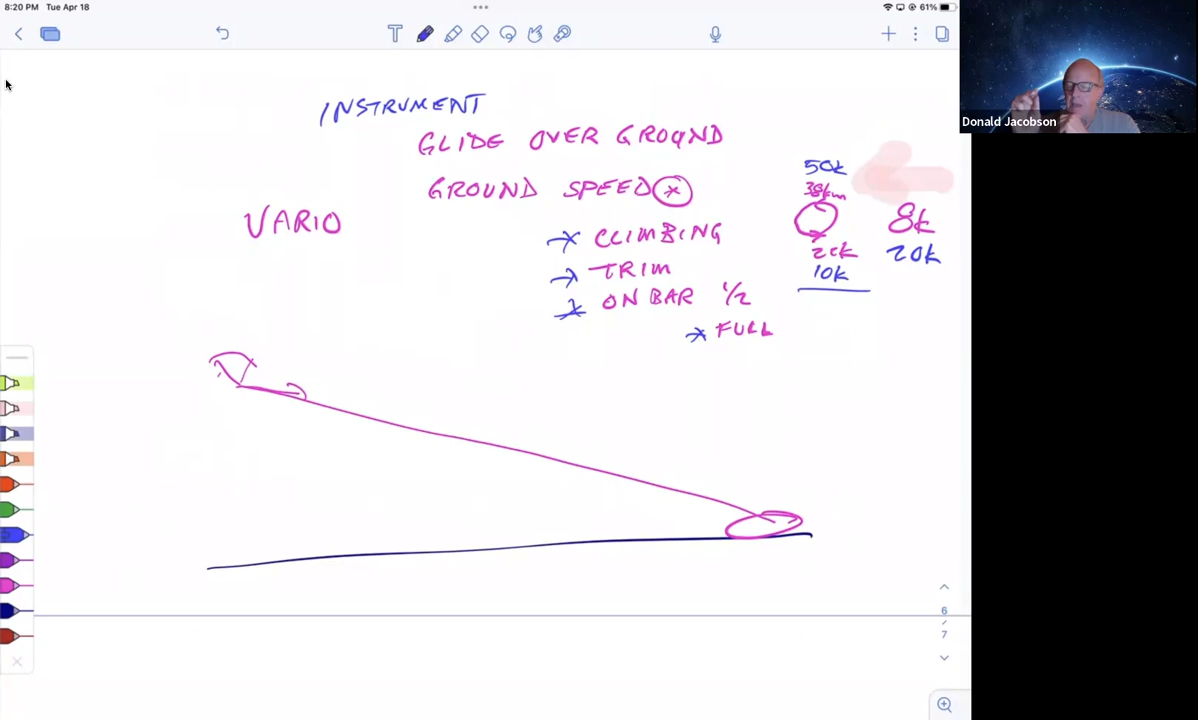 8:20 PM Tue Apr 18
61%
T
INSTRUMENT
GLIDE OVER GROUND
GROUND SPEED
VARIO
CLIMBING
TRIM
ON BAR 1/2
FULL
50k
38km
8k
20k
10k
Donald Jacobson
6
/
7